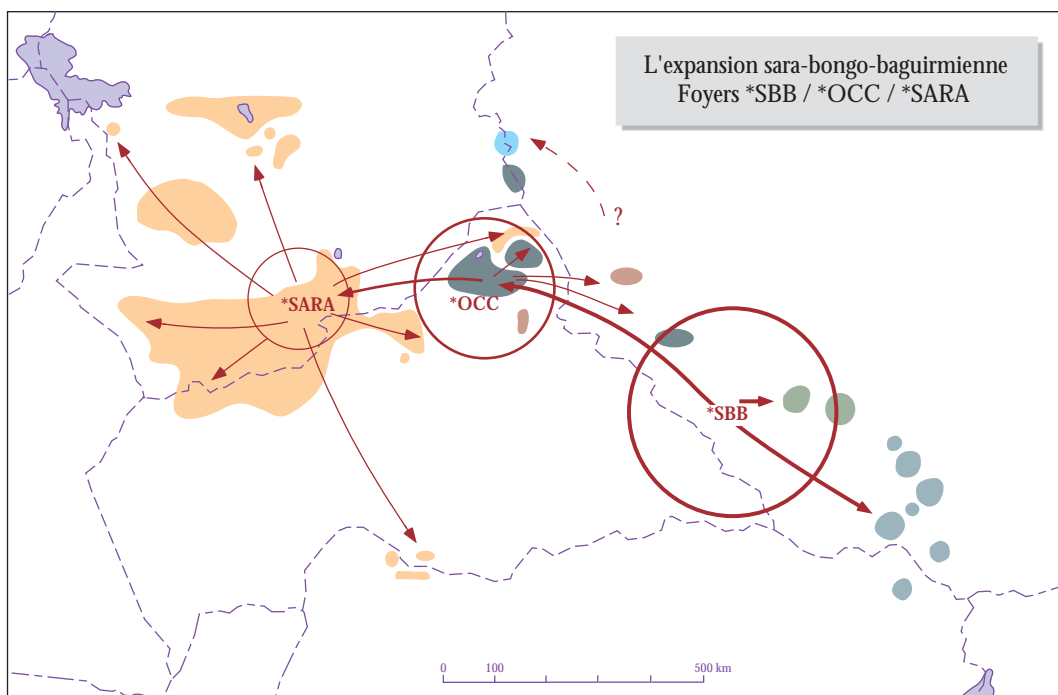 L'expansion sara-bongo-baguirmienne
Foyers *SBB / *OCC / *SARA
?
*SARA
*OCC
*SBB
0 100 500 km